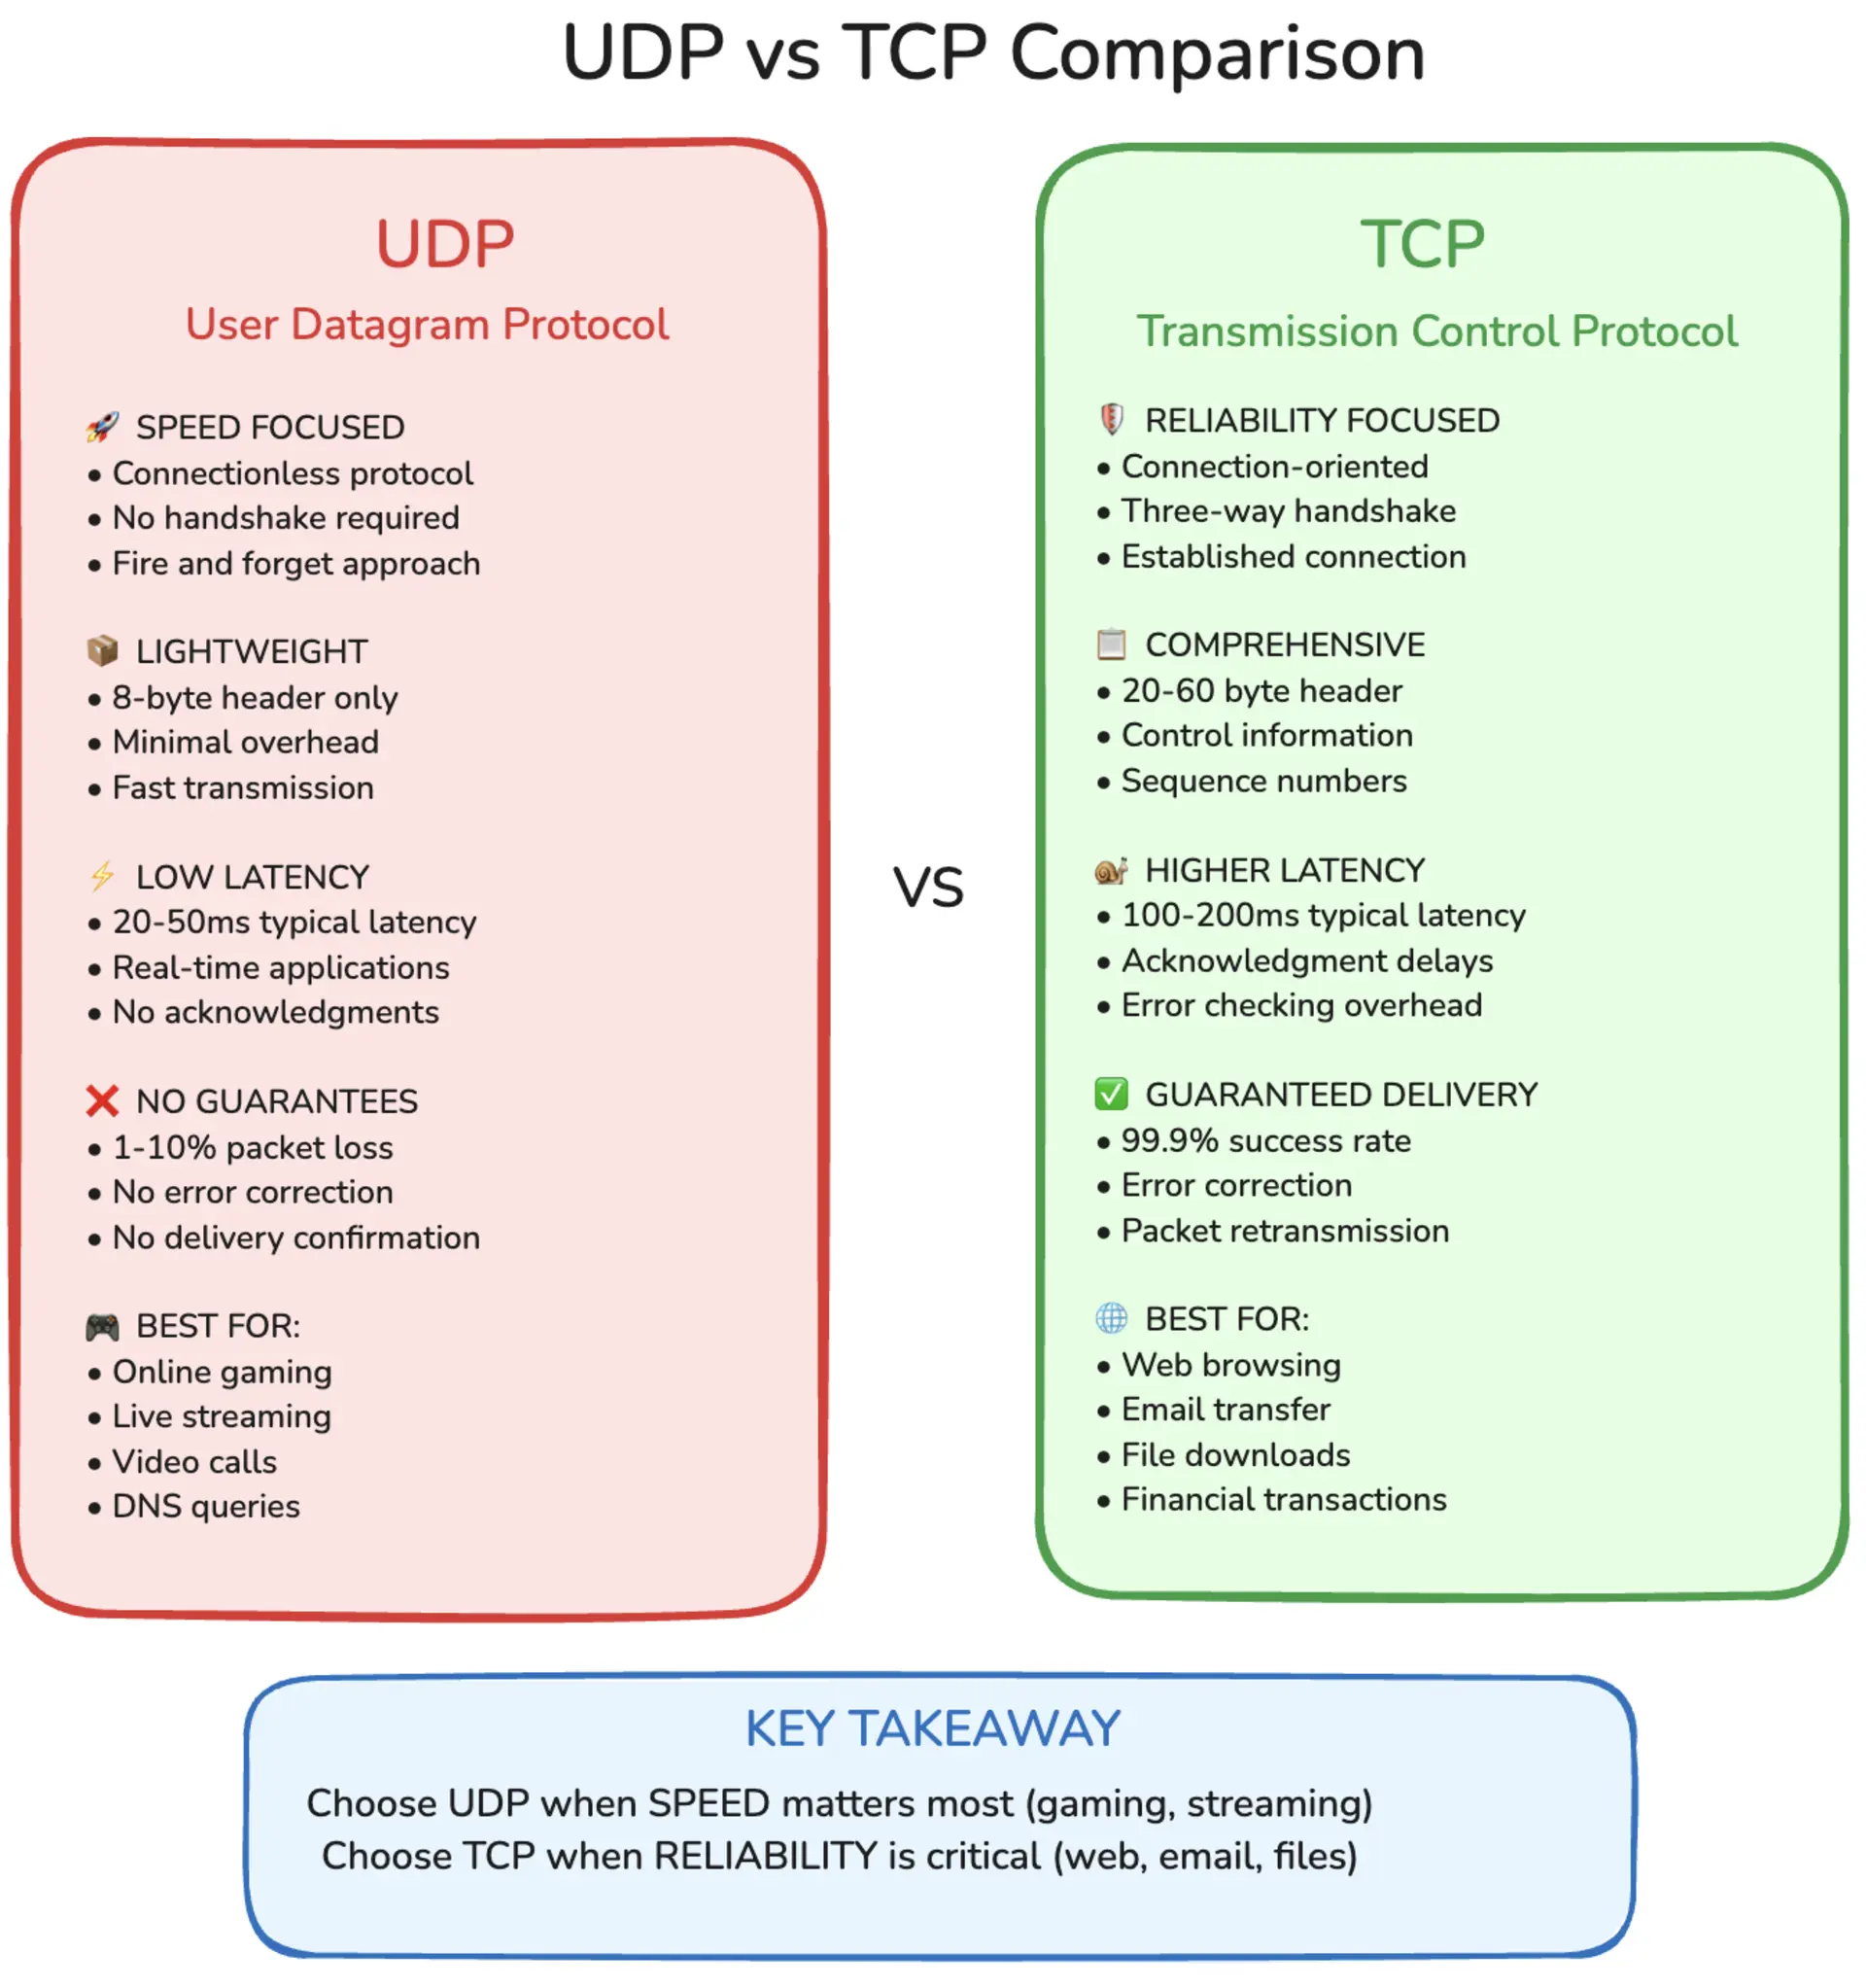 UDP vs TCP Comparison
UDP
User Datagram Protocol
🚀 SPEED FOCUSED
• Connectionless protocol
• No handshake required
• Fire and forget approach
📦 LIGHTWEIGHT
• 8-byte header only
• Minimal overhead
• Fast transmission
⚡ LOW LATENCY
• 20-50ms typical latency
• Real-time applications
• No acknowledgments
❌ NO GUARANTEES
• 1-10% packet loss
• No error correction
• No delivery confirmation
🎮 BEST FOR:
• Online gaming
• Live streaming
• Video calls
• DNS queries
VS
TCP
Transmission Control Protocol
🛡️ RELIABILITY FOCUSED
• Connection-oriented
• Three-way handshake
• Established connection
📋 COMPREHENSIVE
• 20-60 byte header
• Control information
• Sequence numbers
🐌 HIGHER LATENCY
• 100-200ms typical latency
• Acknowledgment delays
• Error checking overhead
✅ GUARANTEED DELIVERY
• 99.9% success rate
• Error correction
• Packet retransmission
🌐 BEST FOR:
• Web browsing
• Email transfer
• File downloads
• Financial transactions
KEY TAKEAWAY
Choose UDP when SPEED matters most (gaming, streaming)
Choose TCP when RELIABILITY is critical (web, email, files)